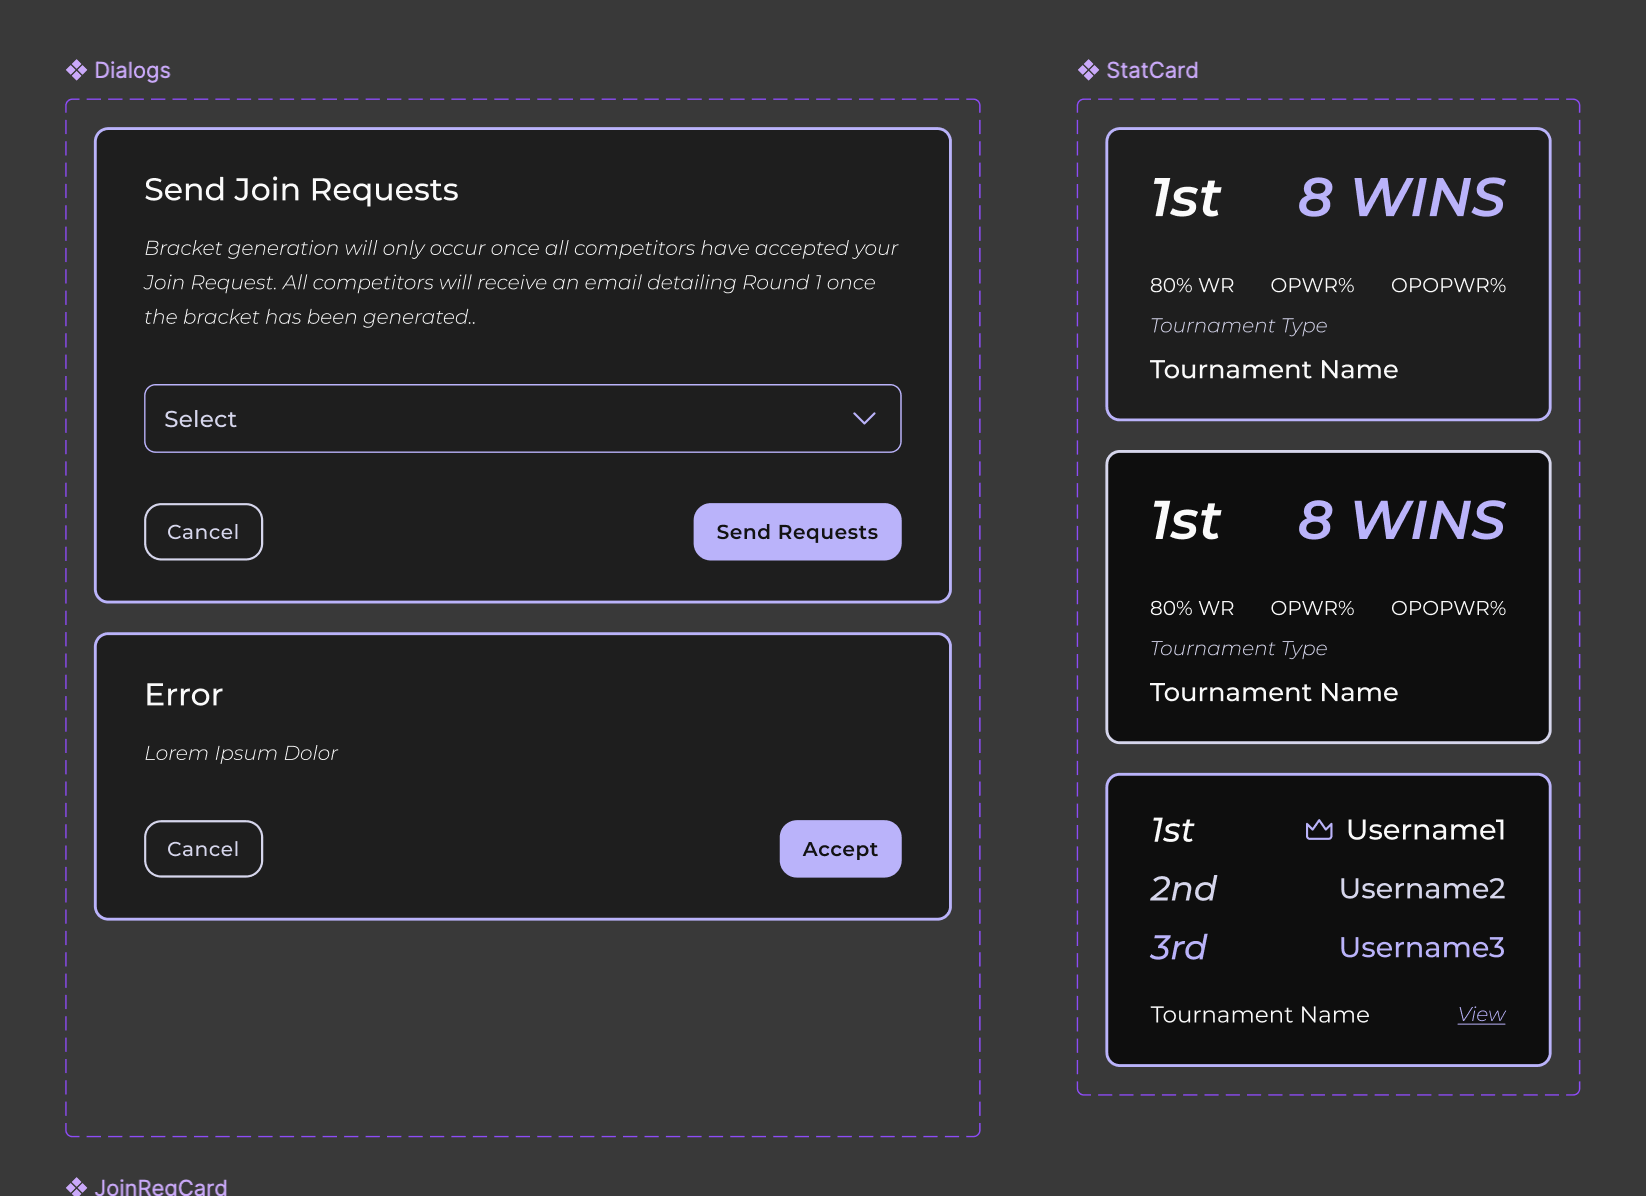 Dialogs
Send Join Requests
Bracket generation will only occur once all competitors have accepted your
Join Request. All competitors will receive an email detailing Round 1 once
the bracket has been generated..
Select
Cancel
Send Requests
Error
Lorem Ipsum Dolor
Cancel
Accept
StatCard
1st
8 WINS
80% WR
OPWR%
OPOPWR%
Tournament Type
Tournament Name
1st
8 WINS
80% WR
OPWR%
OPOPWR%
Tournament Type
Tournament Name
1st
Username1
2nd
Username2
3rd
Username3
Tournament Name
View
JoinReqCard